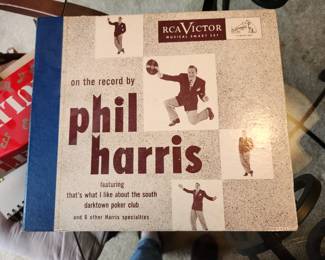 RCA VICTOR
MUSICAL SMART SET
on the record by
phil
harris
featuring
that's what I like about the south
darktown poker club
and 6 other Harris specialties